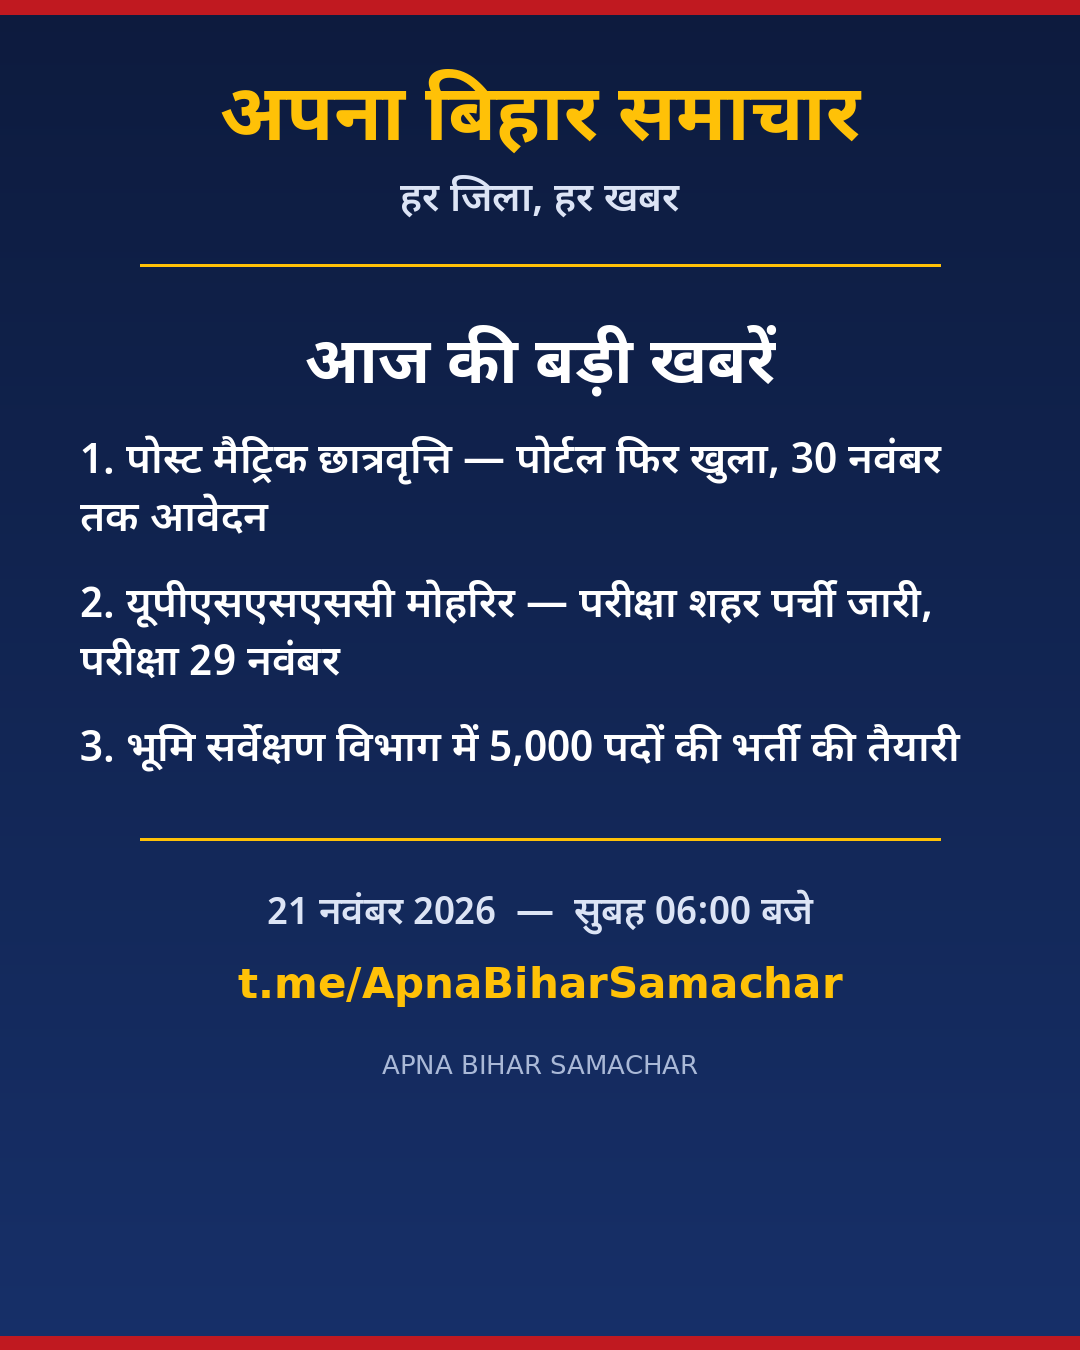 अपना बिहार समाचार
हर जिला, हर खबर
आज की बड़ी खबरें
1. पोस्ट मैट्रिक छात्रवृत्ति — पोर्टल फिर खुला, 30 नवंबर
तक आवेदन
2. यूपीएसएसएससी मोहरिर — परीक्षा शहर पर्ची जारी,
परीक्षा 29 नवंबर
3. भूमि सर्वेक्षण विभाग में 5,000 पदों की भर्ती की तैयारी
21 नवंबर 2026 — सुबह 06:00 बजे
t.me/ApnaBiharSamachar
APNA BIHAR SAMACHAR